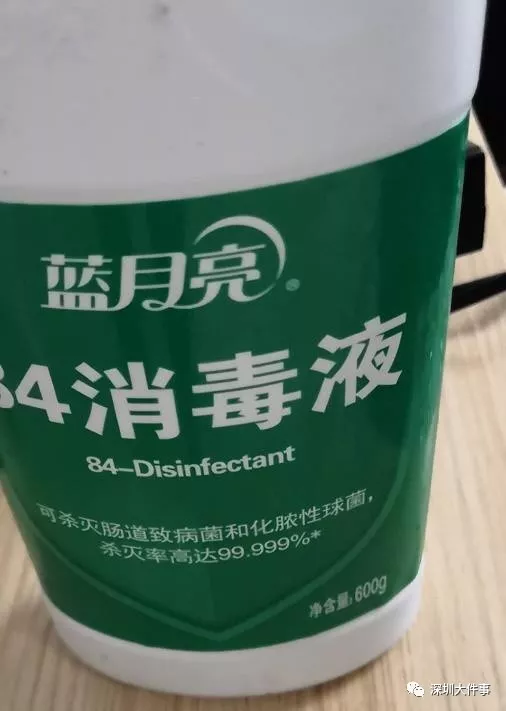 蓝月亮®
84消毒液
84-Disinfectant
可杀灭肠道致病菌和化脓性球菌,
杀灭率高达99.999%*
净含量:600g
深圳大件事